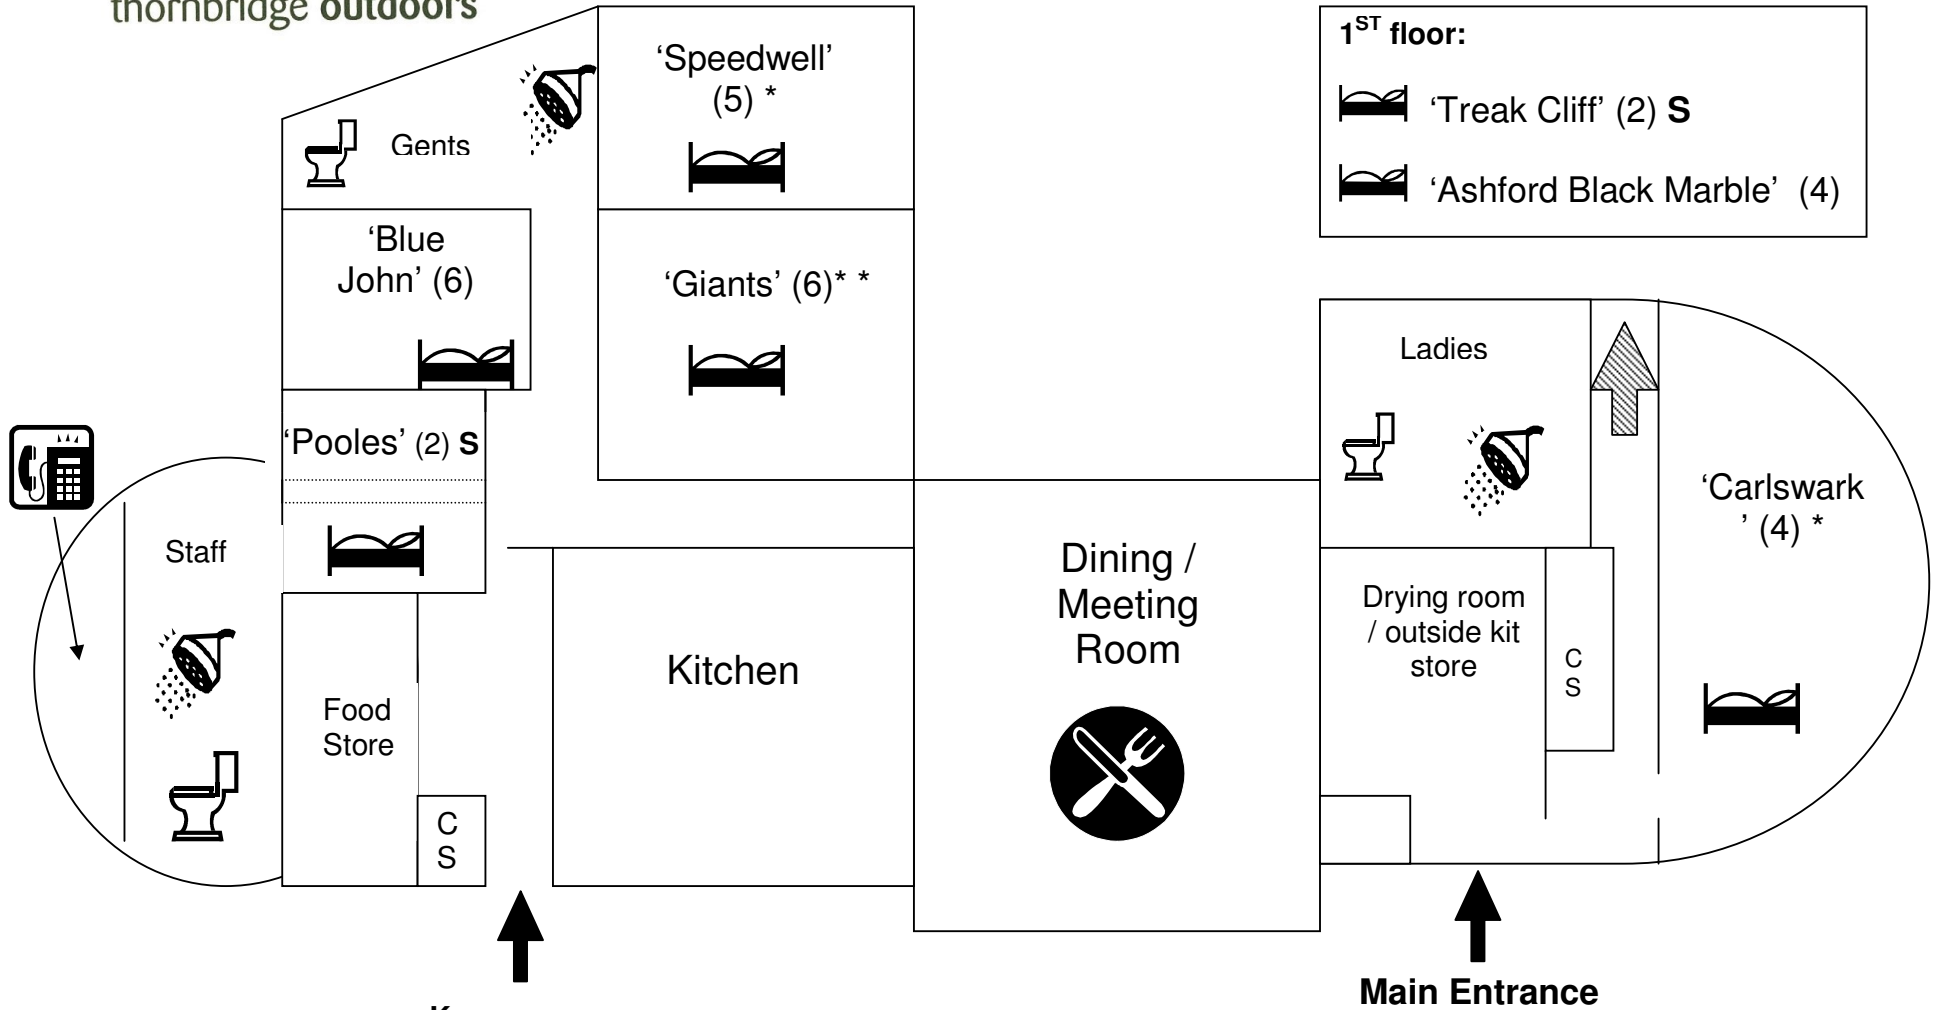 thornbridge outdoors
‘Speedwell’
(5) *
1ST floor:
‘Treak Cliff’ (2) S
‘Ashford Black Marble’ (4)
Gents
‘Blue
John’ (6)
‘Giants’ (6)* *
Ladies
‘Pooles’ (2) S
‘Carlswark
’ (4) *
Staff
Dining /
Meeting
Room
Drying room
/ outside kit
store
C
S
Kitchen
Food
Store
C
S
Main Entrance